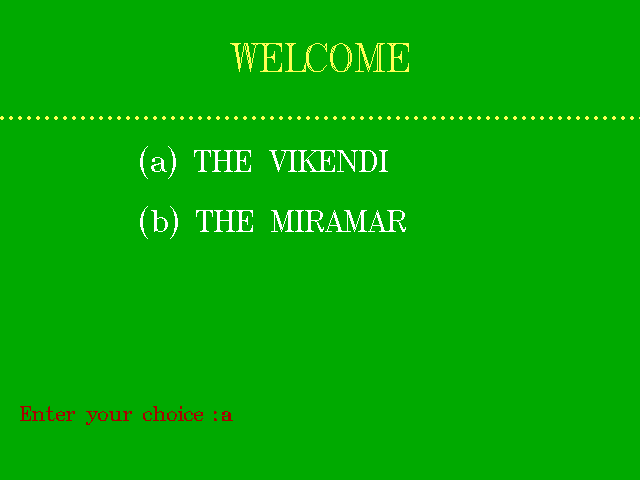 WELCOME
(a) THE VIKENDI
(b) THE MIRAMAR
Enter your choice :a